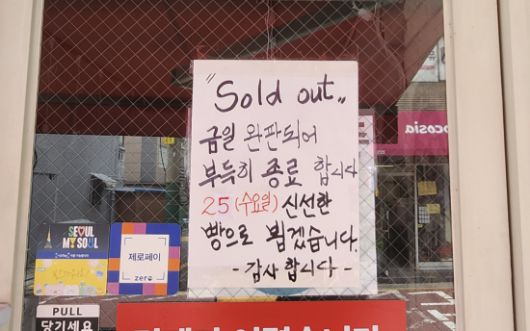 "Sold out"
금일 완판되어
부득히 종료 합니다
25 (수요일) 신선한
빵으로 뵙겠습니다.
- 감사 합니다 -
SEOUL
MY SOUL
제로페이
zero
PULL
당기세요
ecosia